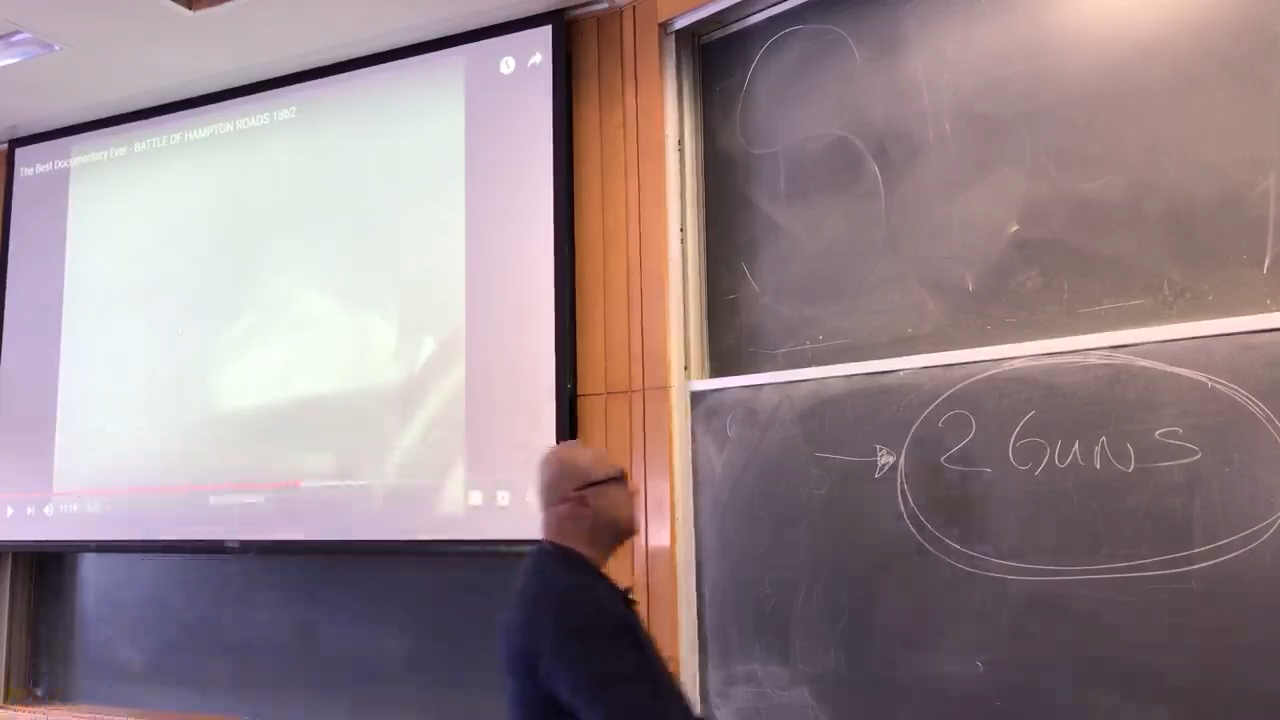 The Best Documentary Ever - BATTLE OF HAMPTON ROADS 1862
2 GUNS